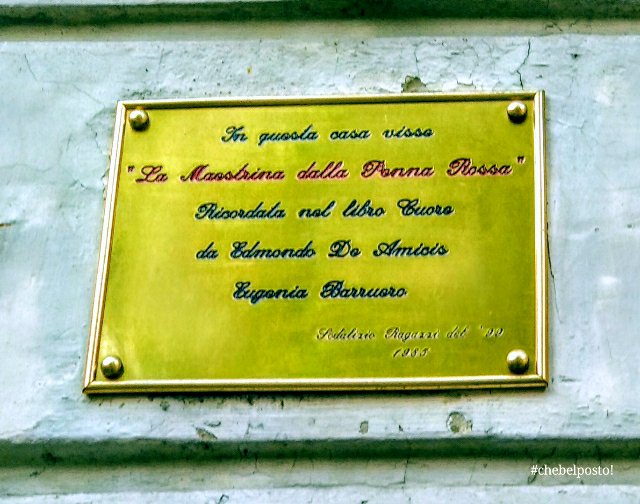 In questa casa visse
"La Maestrina dalla Penna Rossa"
Ricordata nel libro Cuore
da Edmondo De Amicis
Eugenia Barruero
Sodalizio Ragazzi del '99
1985
#chebelposto!